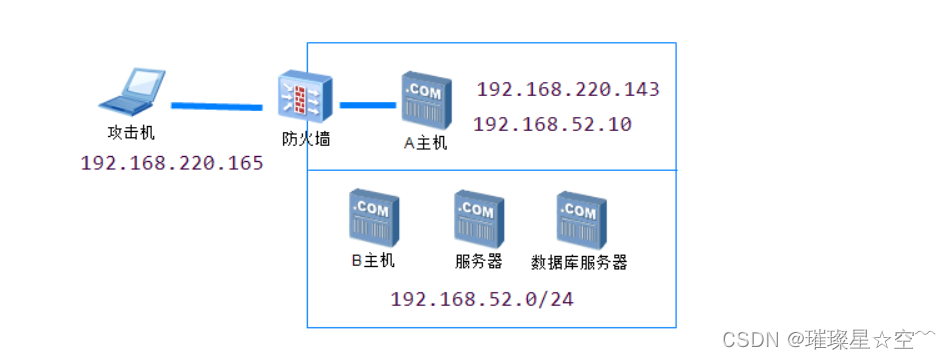 .COM
192.168.220.143
攻击机
防火墙
A主机
192.168.52.10
192.168.220.165
.COM
.COM
.COM
B主机
服务器
数据库服务器
192.168.52.0/24
CSDN @璀璨星☆空﹌